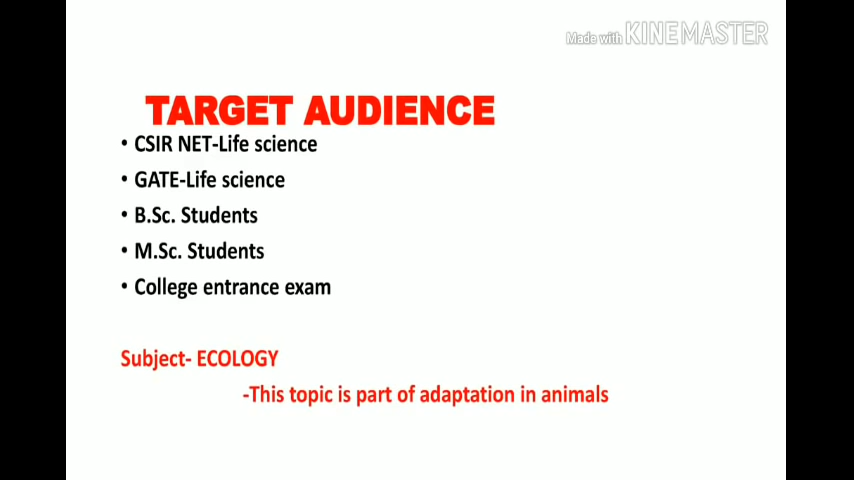 Made with KINEMASTER
TARGET AUDIENCE
• CSIR NET-Life science
• GATE-Life science
• B.Sc. Students
• M.Sc. Students
• College entrance exam
Subject- ECOLOGY
-This topic is part of adaptation in animals